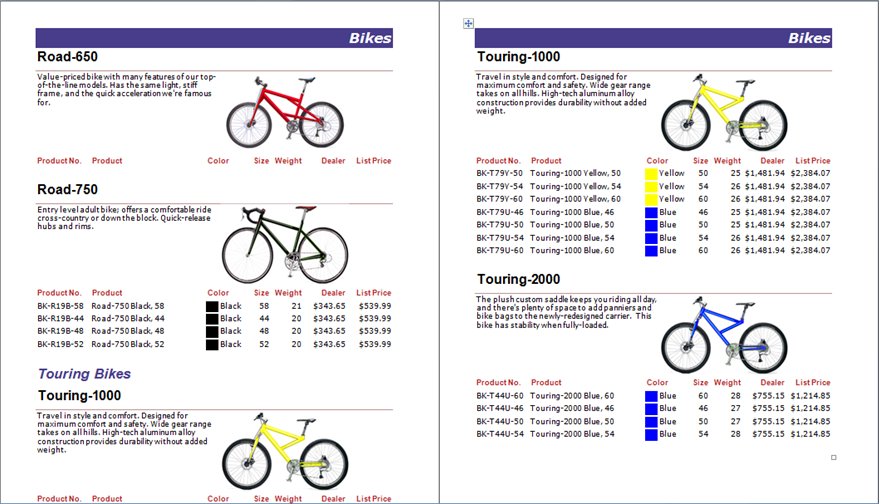 Bikes
Road-650
Value-priced bike with many features of our top-
of-the-line models. Has the same light, stiff
frame, and the quick acceleration we're famous
for.
Product No. Product Color Size Weight Dealer List Price
Road-750
Entry level adult bike; offers a comfortable ride
cross-country or down the block. Quick-release
hubs and rims.
Product No. Product Color Size Weight Dealer List Price
BK-R19B-58 Road-750 Black, 58 Black 58 21 $343.65 $539.99
BK-R19B-44 Road-750 Black, 44 Black 44 20 $343.65 $539.99
BK-R19B-48 Road-750 Black, 48 Black 48 20 $343.65 $539.99
BK-R19B-52 Road-750 Black, 52 Black 52 20 $343.65 $539.99
Touring Bikes
Touring-1000
Travel in style and comfort. Designed for
maximum comfort and safety. Wide gear range
takes on all hills. High-tech aluminum alloy
construction provides durability without added
weight.
Product No. Product Color Size Weight Dealer List Price
Bikes
Touring-1000
Travel in style and comfort. Designed for
maximum comfort and safety. Wide gear range
takes on all hills. High-tech aluminum alloy
construction provides durability without added
weight.
Product No. Product Color Size Weight Dealer List Price
BK-T79Y-50 Touring-1000 Yellow, 50 Yellow 50 25 $1,481.94 $2,384.07
BK-T79Y-54 Touring-1000 Yellow, 54 Yellow 54 26 $1,481.94 $2,384.07
BK-T79Y-60 Touring-1000 Yellow, 60 Yellow 60 26 $1,481.94 $2,384.07
BK-T79U-46 Touring-1000 Blue, 46 Blue 46 25 $1,481.94 $2,384.07
BK-T79U-50 Touring-1000 Blue, 50 Blue 50 25 $1,481.94 $2,384.07
BK-T79U-54 Touring-1000 Blue, 54 Blue 54 26 $1,481.94 $2,384.07
BK-T79U-60 Touring-1000 Blue, 60 Blue 60 26 $1,481.94 $2,384.07
Touring-2000
The plush custom saddle keeps you riding all day,
and there's plenty of space to add panniers and
bike bags to the newly-redesigned carrier. This
bike has stability when fully-loaded.
Product No. Product Color Size Weight Dealer List Price
BK-T44U-60 Touring-2000 Blue, 60 Blue 60 28 $755.15 $1,214.85
BK-T44U-46 Touring-2000 Blue, 46 Blue 46 27 $755.15 $1,214.85
BK-T44U-50 Touring-2000 Blue, 50 Blue 50 27 $755.15 $1,214.85
BK-T44U-54 Touring-2000 Blue, 54 Blue 54 28 $755.15 $1,214.85